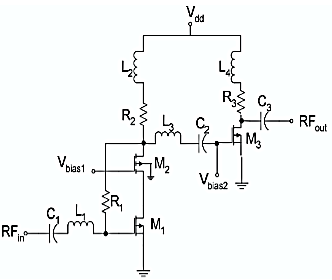 Vdd
L2
L4
R2
R3
C3
L3
C2
RFout
M3
Vbias1
M2
Vbias2
R1
RFin
C1
L1
M1